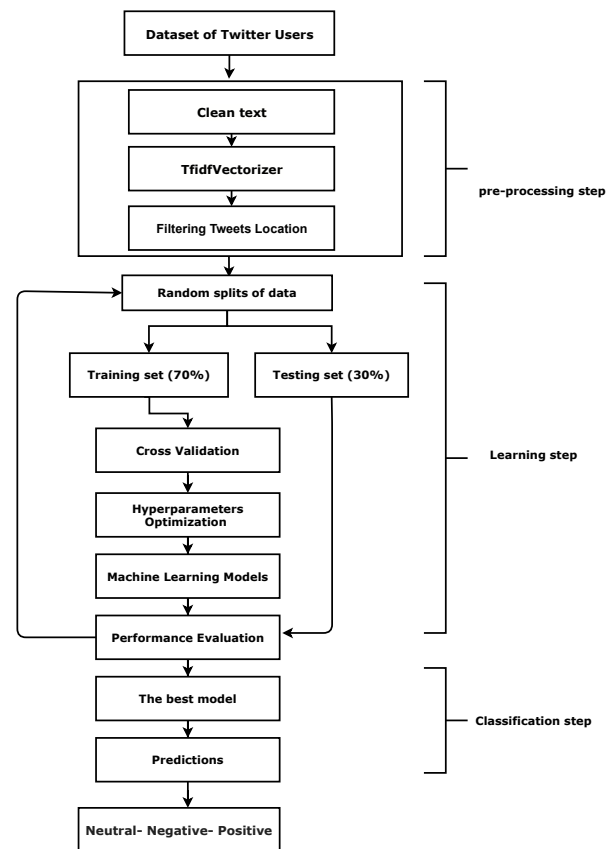 Dataset of Twitter Users
Clean text
TfidfVectorizer
Filtering Tweets Location
pre-processing step
Random splits of data
Training set (70%)
Testing set (30%)
Cross Validation
Hyperparameters
Optimization
Machine Learning Models
Performance Evaluation
Learning step
The best model
Predictions
Classification step
Neutral- Negative- Positive